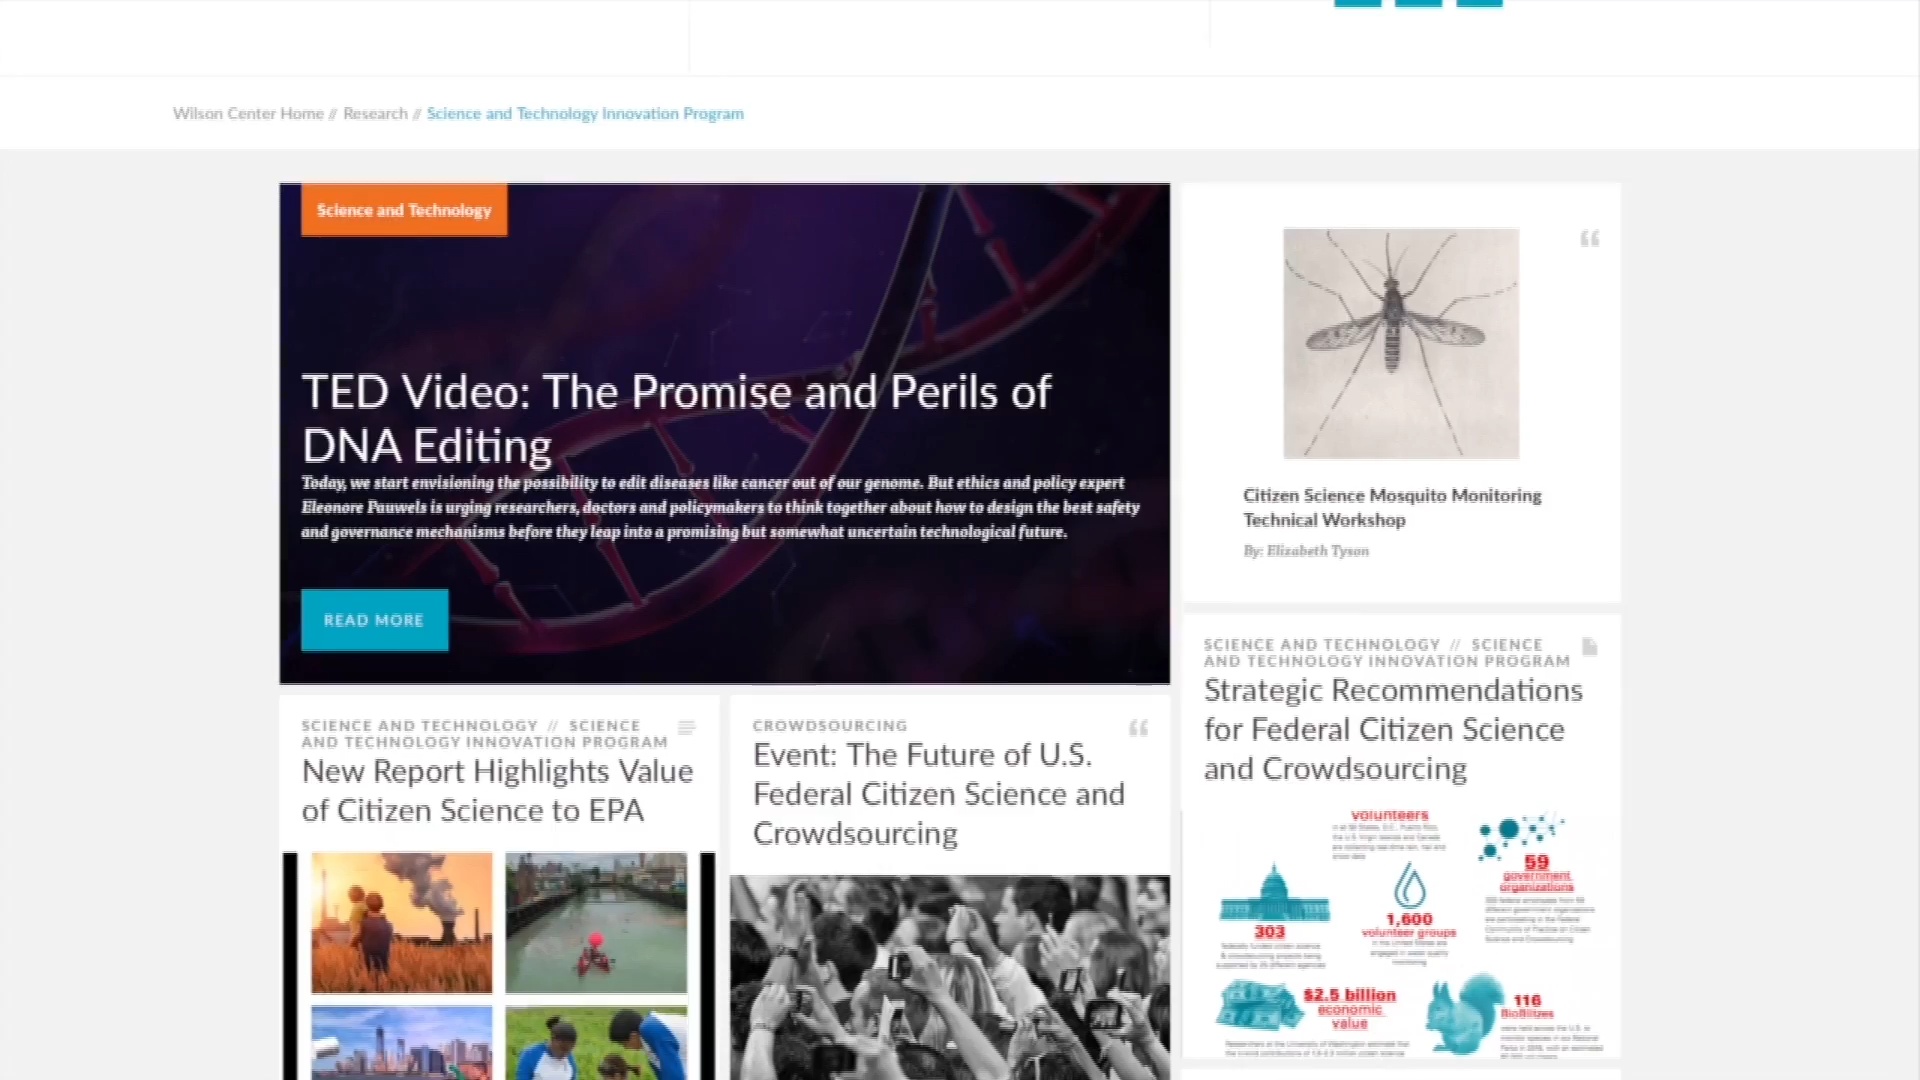 Wilson Center Home // Research // Science and Technology Innovation Program
Science and Technology
TED Video: The Promise and Perils of
DNA Editing
Today, we start envisioning the possibility to edit diseases like cancer out of our genome. But ethics and policy expert
Eleonore Pauwels is urging researchers, doctors and policymakers to think together about how to design the best safety
and governance mechanisms before they leap into a promising but somewhat uncertain technological future.
READ MORE
Citizen Science Mosquito Monitoring
Technical Workshop
By: Elizabeth Tyson
SCIENCE AND TECHNOLOGY // SCIENCE
AND TECHNOLOGY INNOVATION PROGRAM
Strategic Recommendations
for Federal Citizen Science
and Crowdsourcing
volunteers
59
government
organizations
303
1,600
volunteer groups
$2.5 billion
economic
value
116
BioBlitzes
SCIENCE AND TECHNOLOGY // SCIENCE
AND TECHNOLOGY INNOVATION PROGRAM
New Report Highlights Value
of Citizen Science to EPA
CROWDSOURCING
Event: The Future of U.S.
Federal Citizen Science and
Crowdsourcing